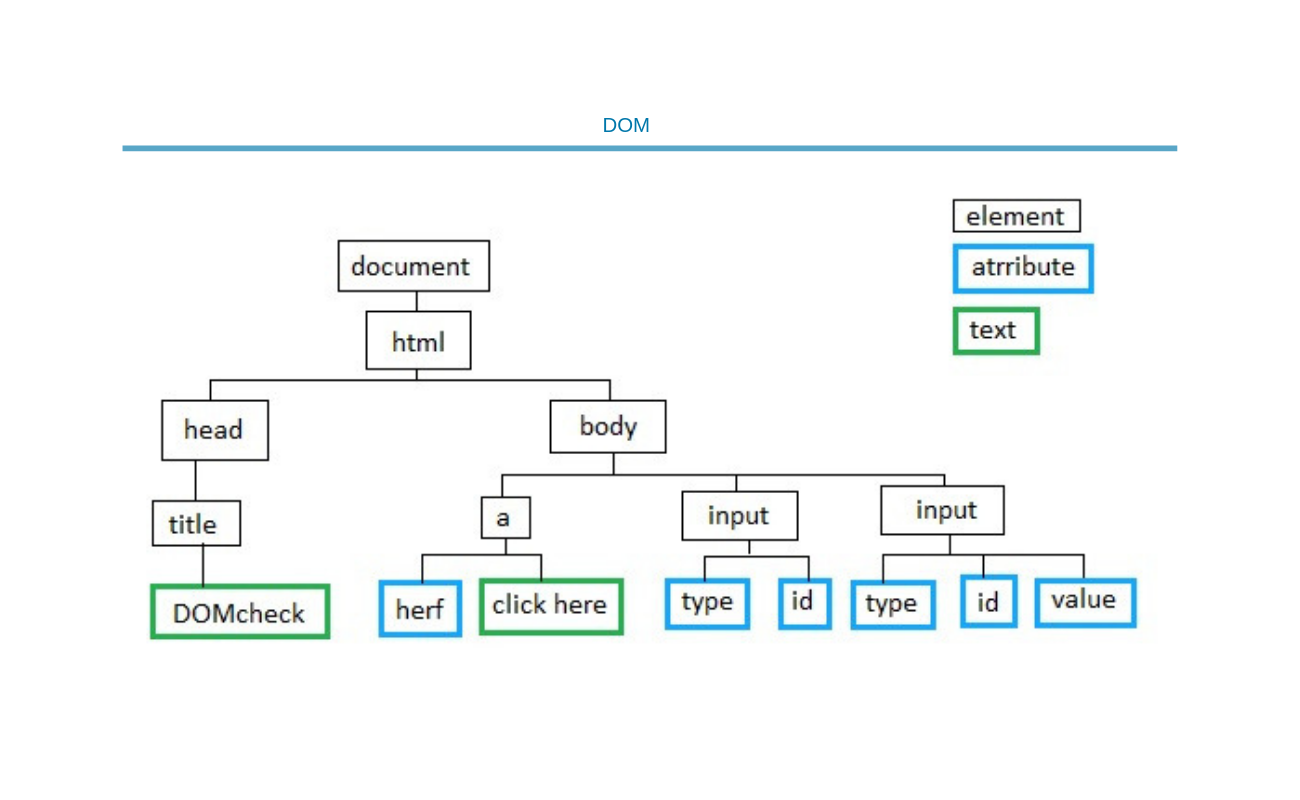 DOM
element
document
atrribute
html
text
head
body
title
a
input
input
DOMcheck
herf
click here
type
id
type
id
value